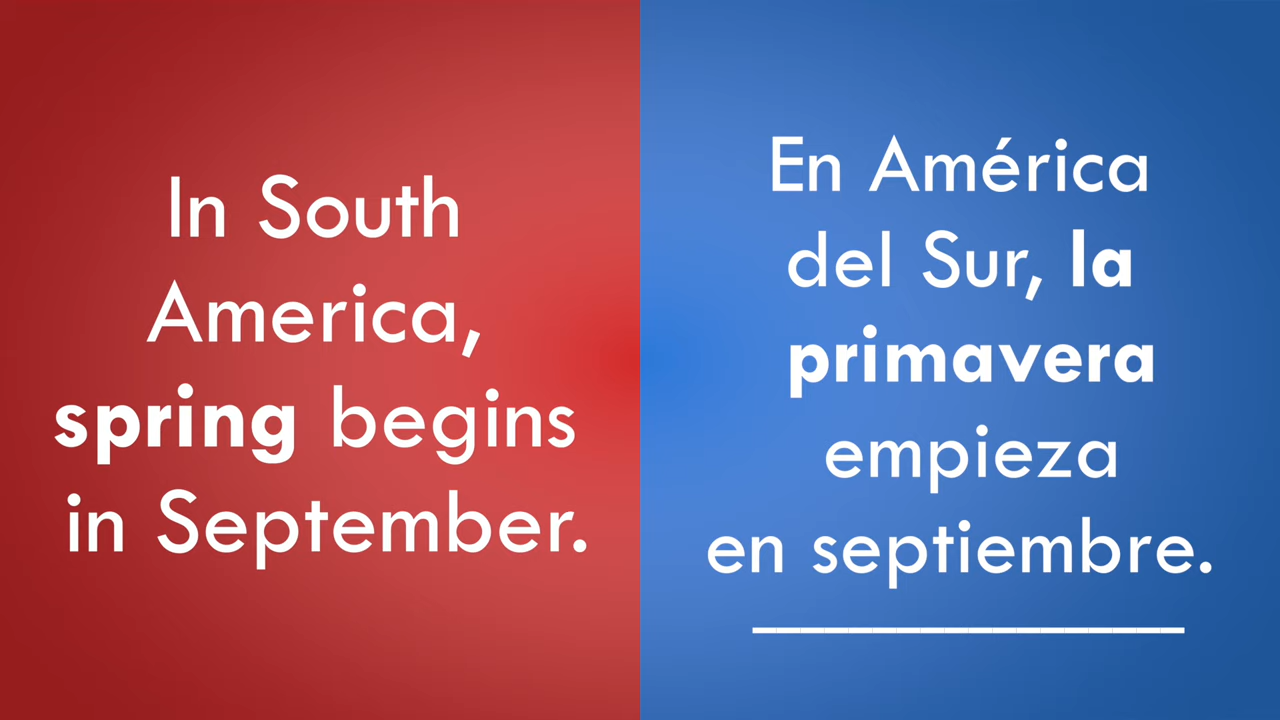 In South
America,
spring begins
in September.
En América
del Sur, la
primavera
empieza
en septiembre.